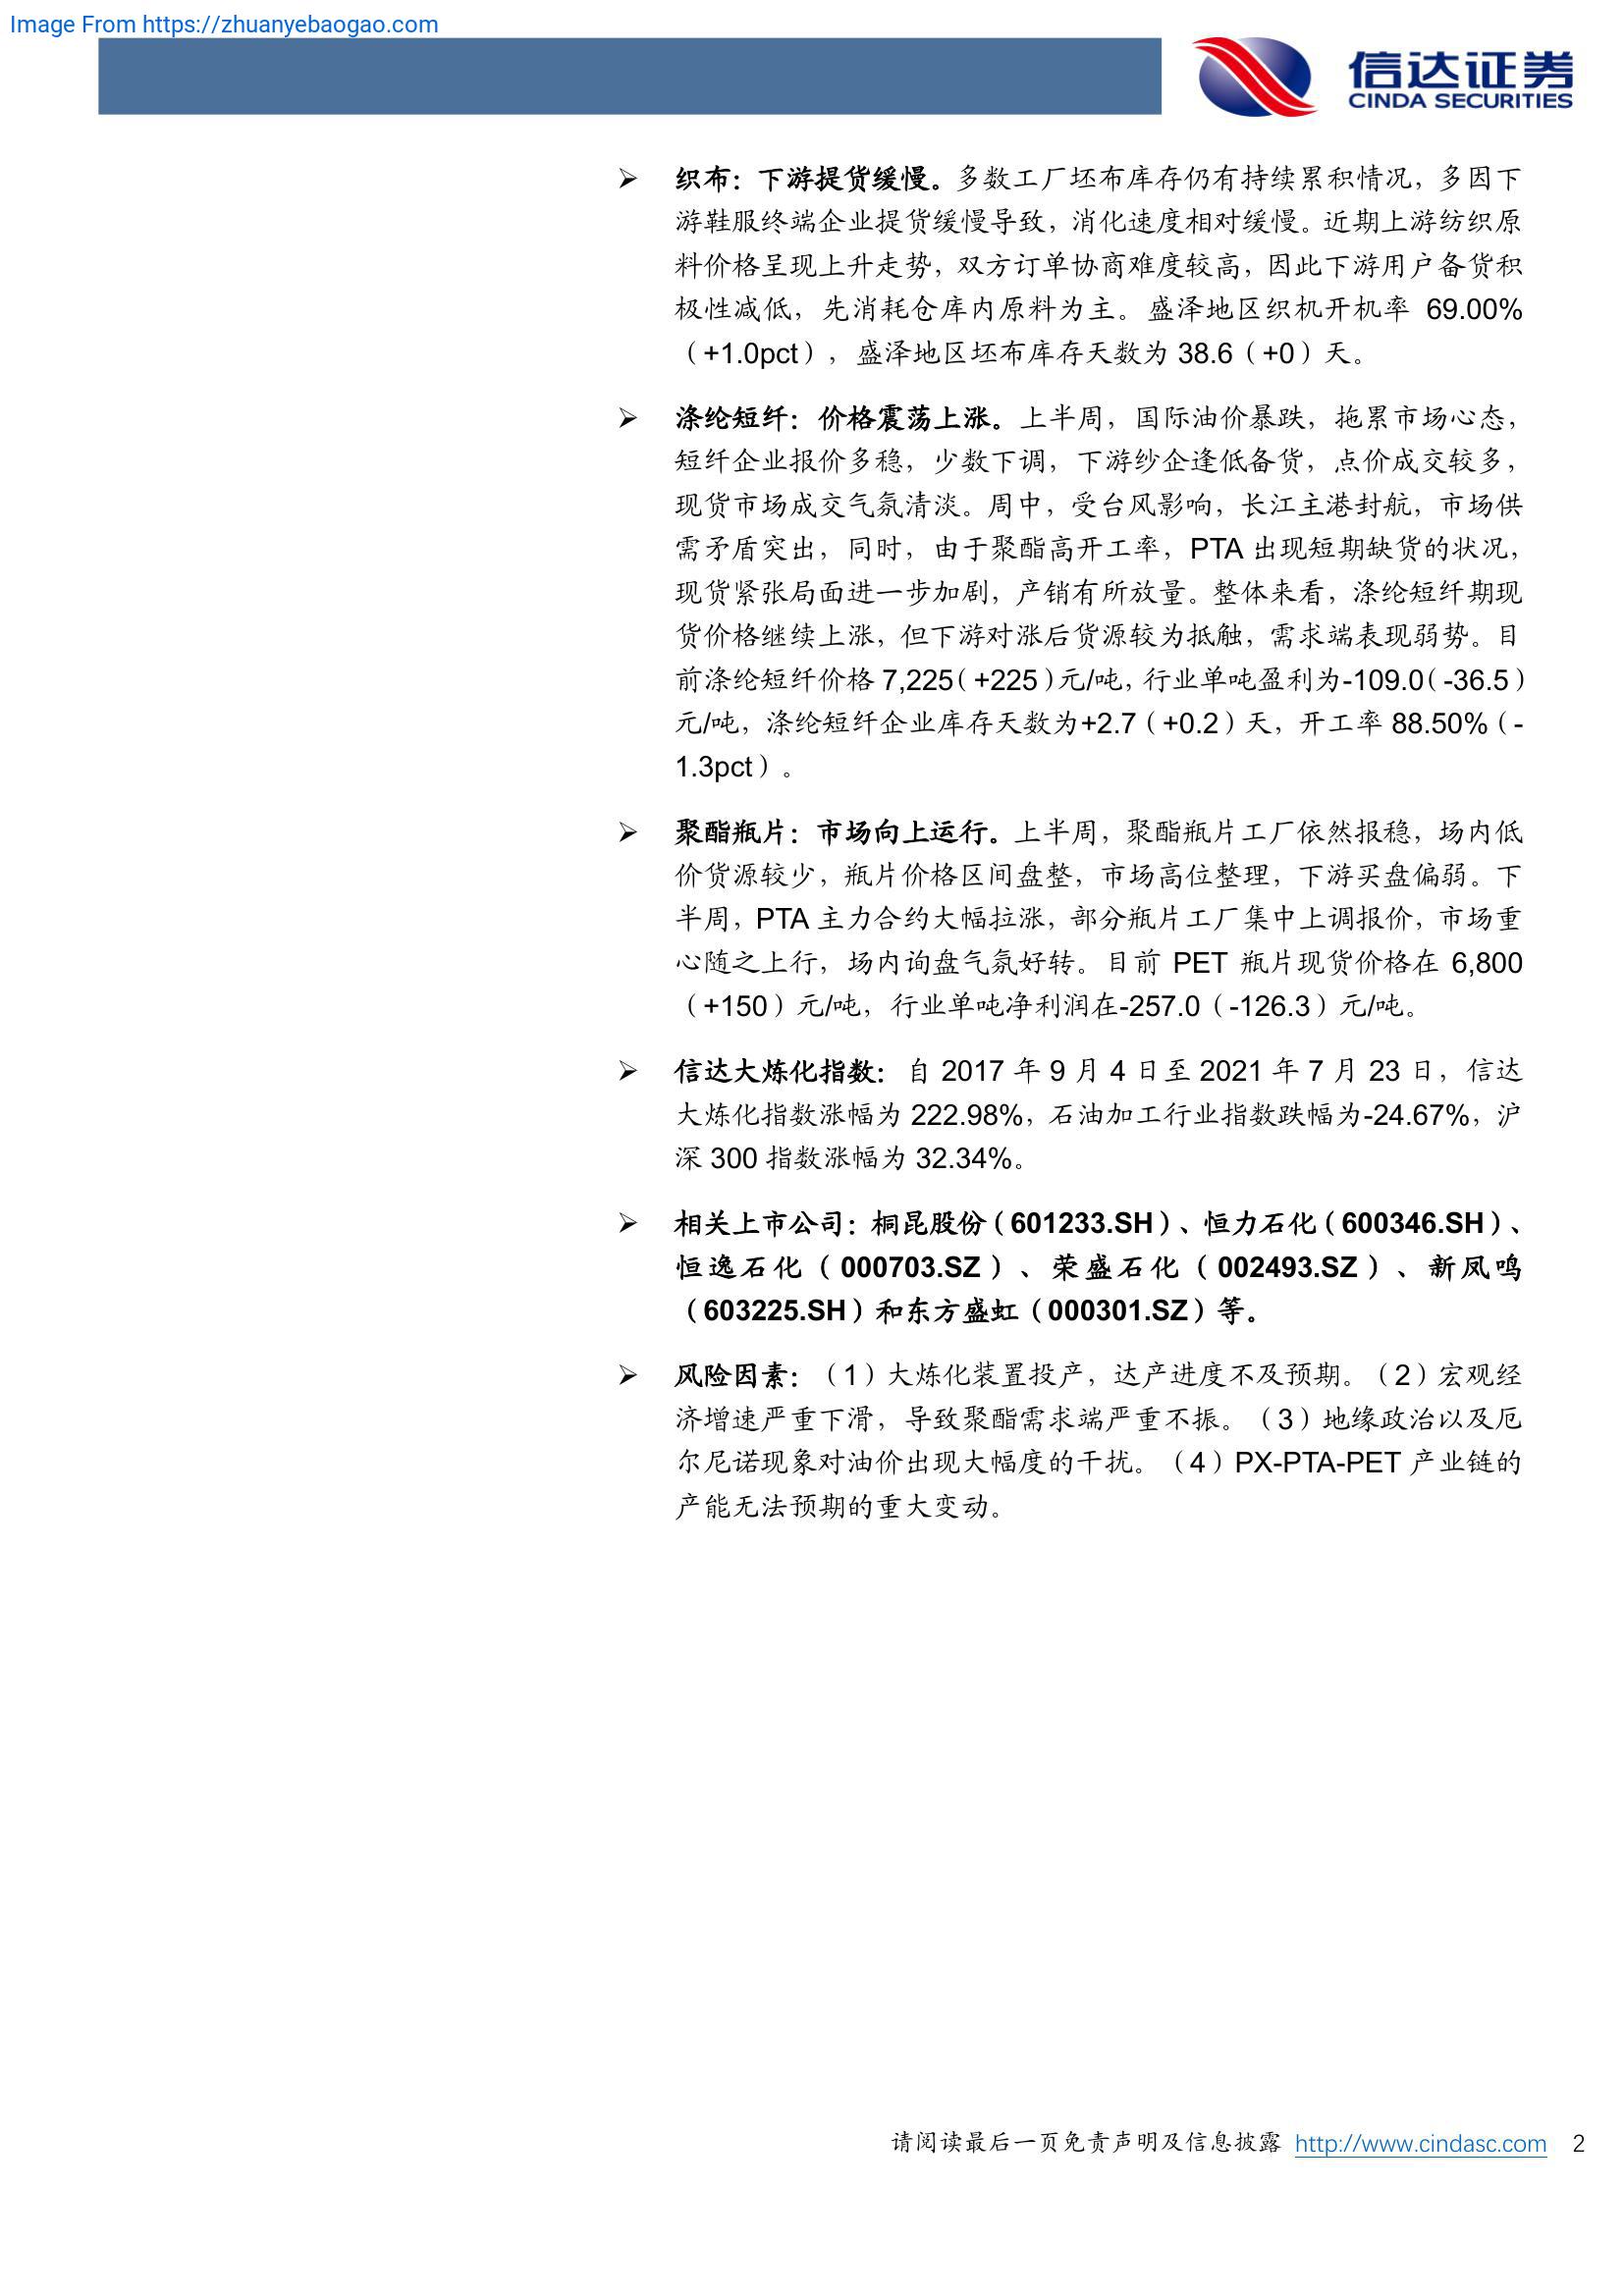 Image From https://zhuanyebaogao.com
信达证券
CINDA SECURITIES
➢ 织布：下游提货缓慢。多数工厂坯布库存仍有持续累积情况，多因下
游鞋服终端企业提货缓慢导致，消化速度相对缓慢。近期上游纺织原
料价格呈现上升走势，双方订单协商难度较高，因此下游用户备货积
极性减低，先消耗仓库内原料为主。盛泽地区织机开机率 69.00%
（+1.0pct），盛泽地区坯布库存天数为 38.6（+0）天。
➢ 涤纶短纤：价格震荡上涨。上半周，国际油价暴跌，拖累市场心态，
短纤企业报价多稳，少数下调，下游纱企逢低备货，点价成交较多，
现货市场成交气氛清淡。周中，受台风影响，长江主港封航，市场供
需矛盾突出，同时，由于聚酯高开工率，PTA 出现短期缺货的状况，
现货紧张局面进一步加剧，产销有所放量。整体来看，涤纶短纤期现
货价格继续上涨，但下游对涨后货源较为抵触，需求端表现弱势。目
前涤纶短纤价格 7,225（+225）元/吨，行业单吨盈利为-109.0（-36.5）
元/吨，涤纶短纤企业库存天数为+2.7（+0.2）天，开工率 88.50%（-
1.3pct）。
➢ 聚酯瓶片：市场向上运行。上半周，聚酯瓶片工厂依然报稳，场内低
价货源较少，瓶片价格区间盘整，市场高位整理，下游买盘偏弱。下
半周，PTA 主力合约大幅拉涨，部分瓶片工厂集中上调报价，市场重
心随之上行，场内询盘气氛好转。目前 PET 瓶片现货价格在 6,800
（+150）元/吨，行业单吨净利润在-257.0（-126.3）元/吨。
➢ 信达大炼化指数：自 2017 年 9 月 4 日至 2021 年 7 月 23 日，信达
大炼化指数涨幅为 222.98%，石油加工行业指数跌幅为-24.67%，沪
深 300 指数涨幅为 32.34%。
➢ 相关上市公司：桐昆股份（601233.SH）、恒力石化（600346.SH）、
恒逸石化（000703.SZ）、荣盛石化（002493.SZ）、新凤鸣
（603225.SH）和东方盛虹（000301.SZ）等。
➢ 风险因素：（1）大炼化装置投产，达产进度不及预期。（2）宏观经
济增速严重下滑，导致聚酯需求端严重不振。（3）地缘政治以及厄
尔尼诺现象对油价出现大幅度的干扰。（4）PX-PTA-PET 产业链的
产能无法预期的重大变动。
请阅读最后一页免责声明及信息披露 http://www.cindasc.com 2